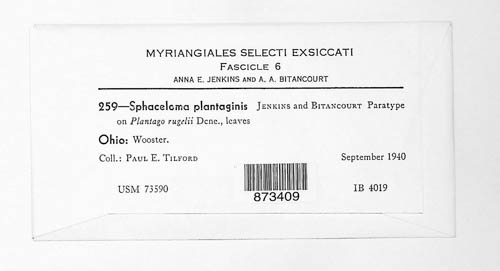 MYRIANGIALES SELECTI EXSICCATI
FASCICLE 6
ANNA E. JENKINS AND A. A. BITANCOURT
259—Sphaceloma plantaginis JENKINS and BITANCOURT Paratype
on Plantago rugelii Dcne., leaves
Ohio: Wooster.
Coll.: PAUL E. TILFORD September 1940
USM 73590 IB 4019
873409